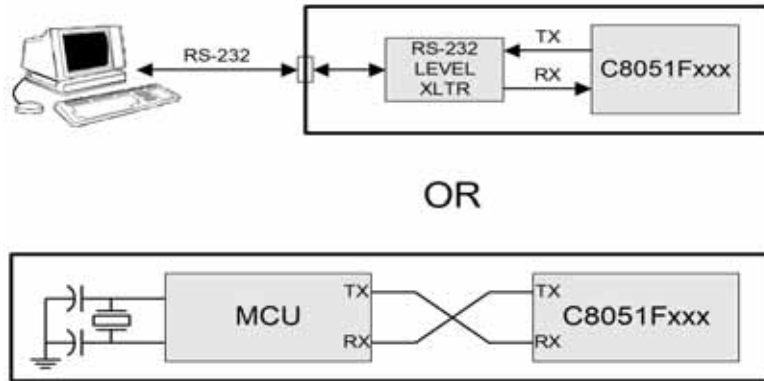 RS-232
RS-232
LEVEL
XLTR
TX
RX
C8051Fxxx
OR
MCU
TX
RX
TX
RX
C8051Fxxx